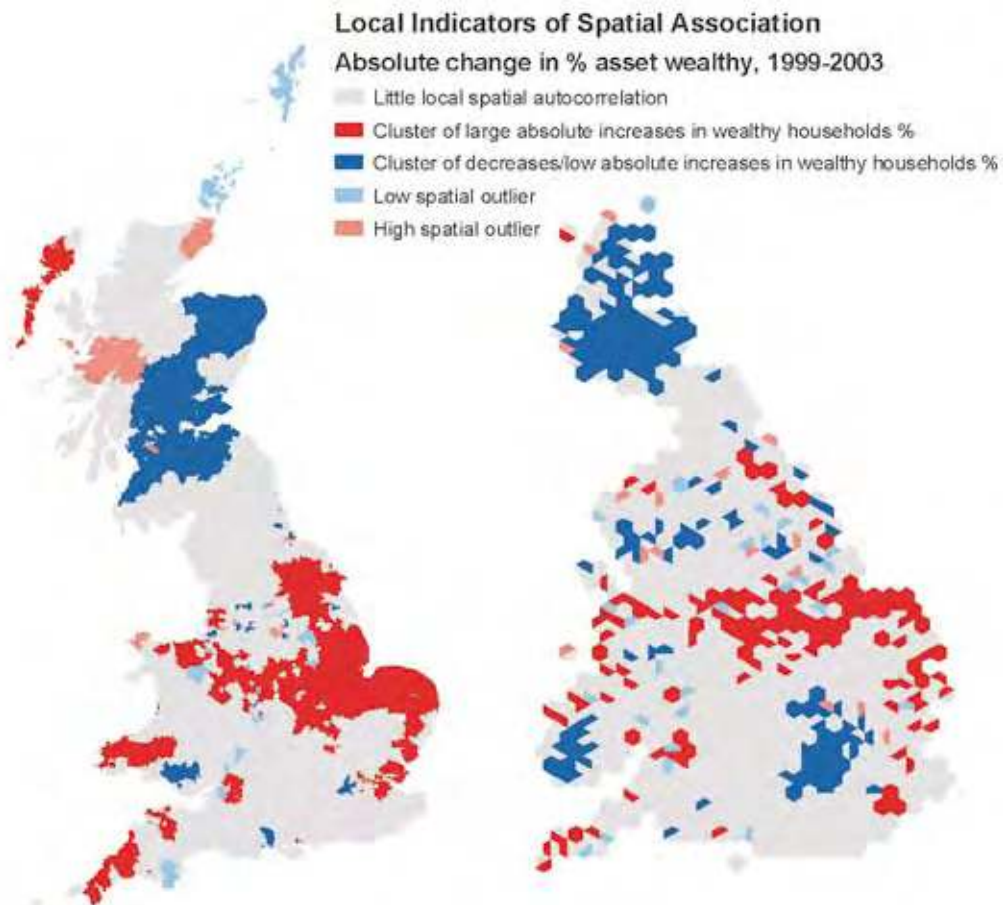 Local Indicators of Spatial Association
Absolute change in % asset wealthy, 1999-2003
Little local spatial autocorrelation
Cluster of large absolute increases in wealthy households %
Cluster of decreases/low absolute increases in wealthy households %
Low spatial outlier
High spatial outlier